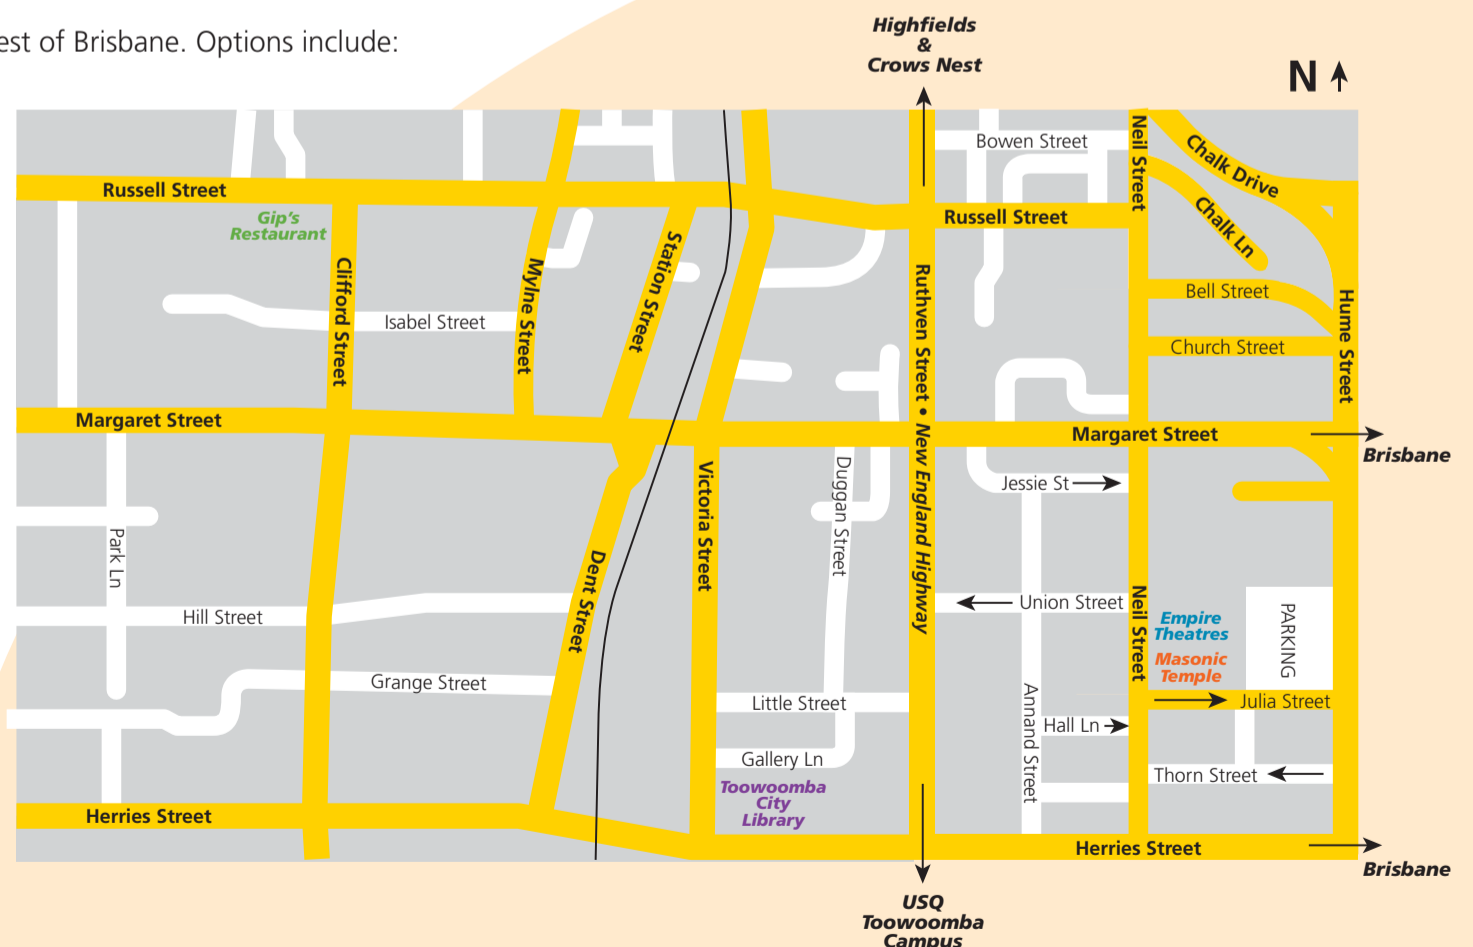 est of Brisbane. Options include:
Highfields
&
Crows Nest
N
Bowen Street
Neil Street
Chalk Drive
Russell Street
Gip's
Restaurant
Russell Street
Chalk Ln
Clifford Street
Mylne Street
Station Street
Isabel Street
Ruthven Street • New England Highway
Bell Street
Church Street
Hume Street
Margaret Street
Margaret Street
Brisbane
Jessie St
Duggan Street
Victoria Street
Park Ln
Dent Street
Hill Street
Union Street
Neil Street
Empire
Theatres
Masonic
Temple
PARKING
Grange Street
Little Street
Annand Street
Julia Street
Hall Ln
Gallery Ln
Thorn Street
Toowoomba
City
Library
Herries Street
Herries Street
Brisbane
USQ
Toowoomba
Campus